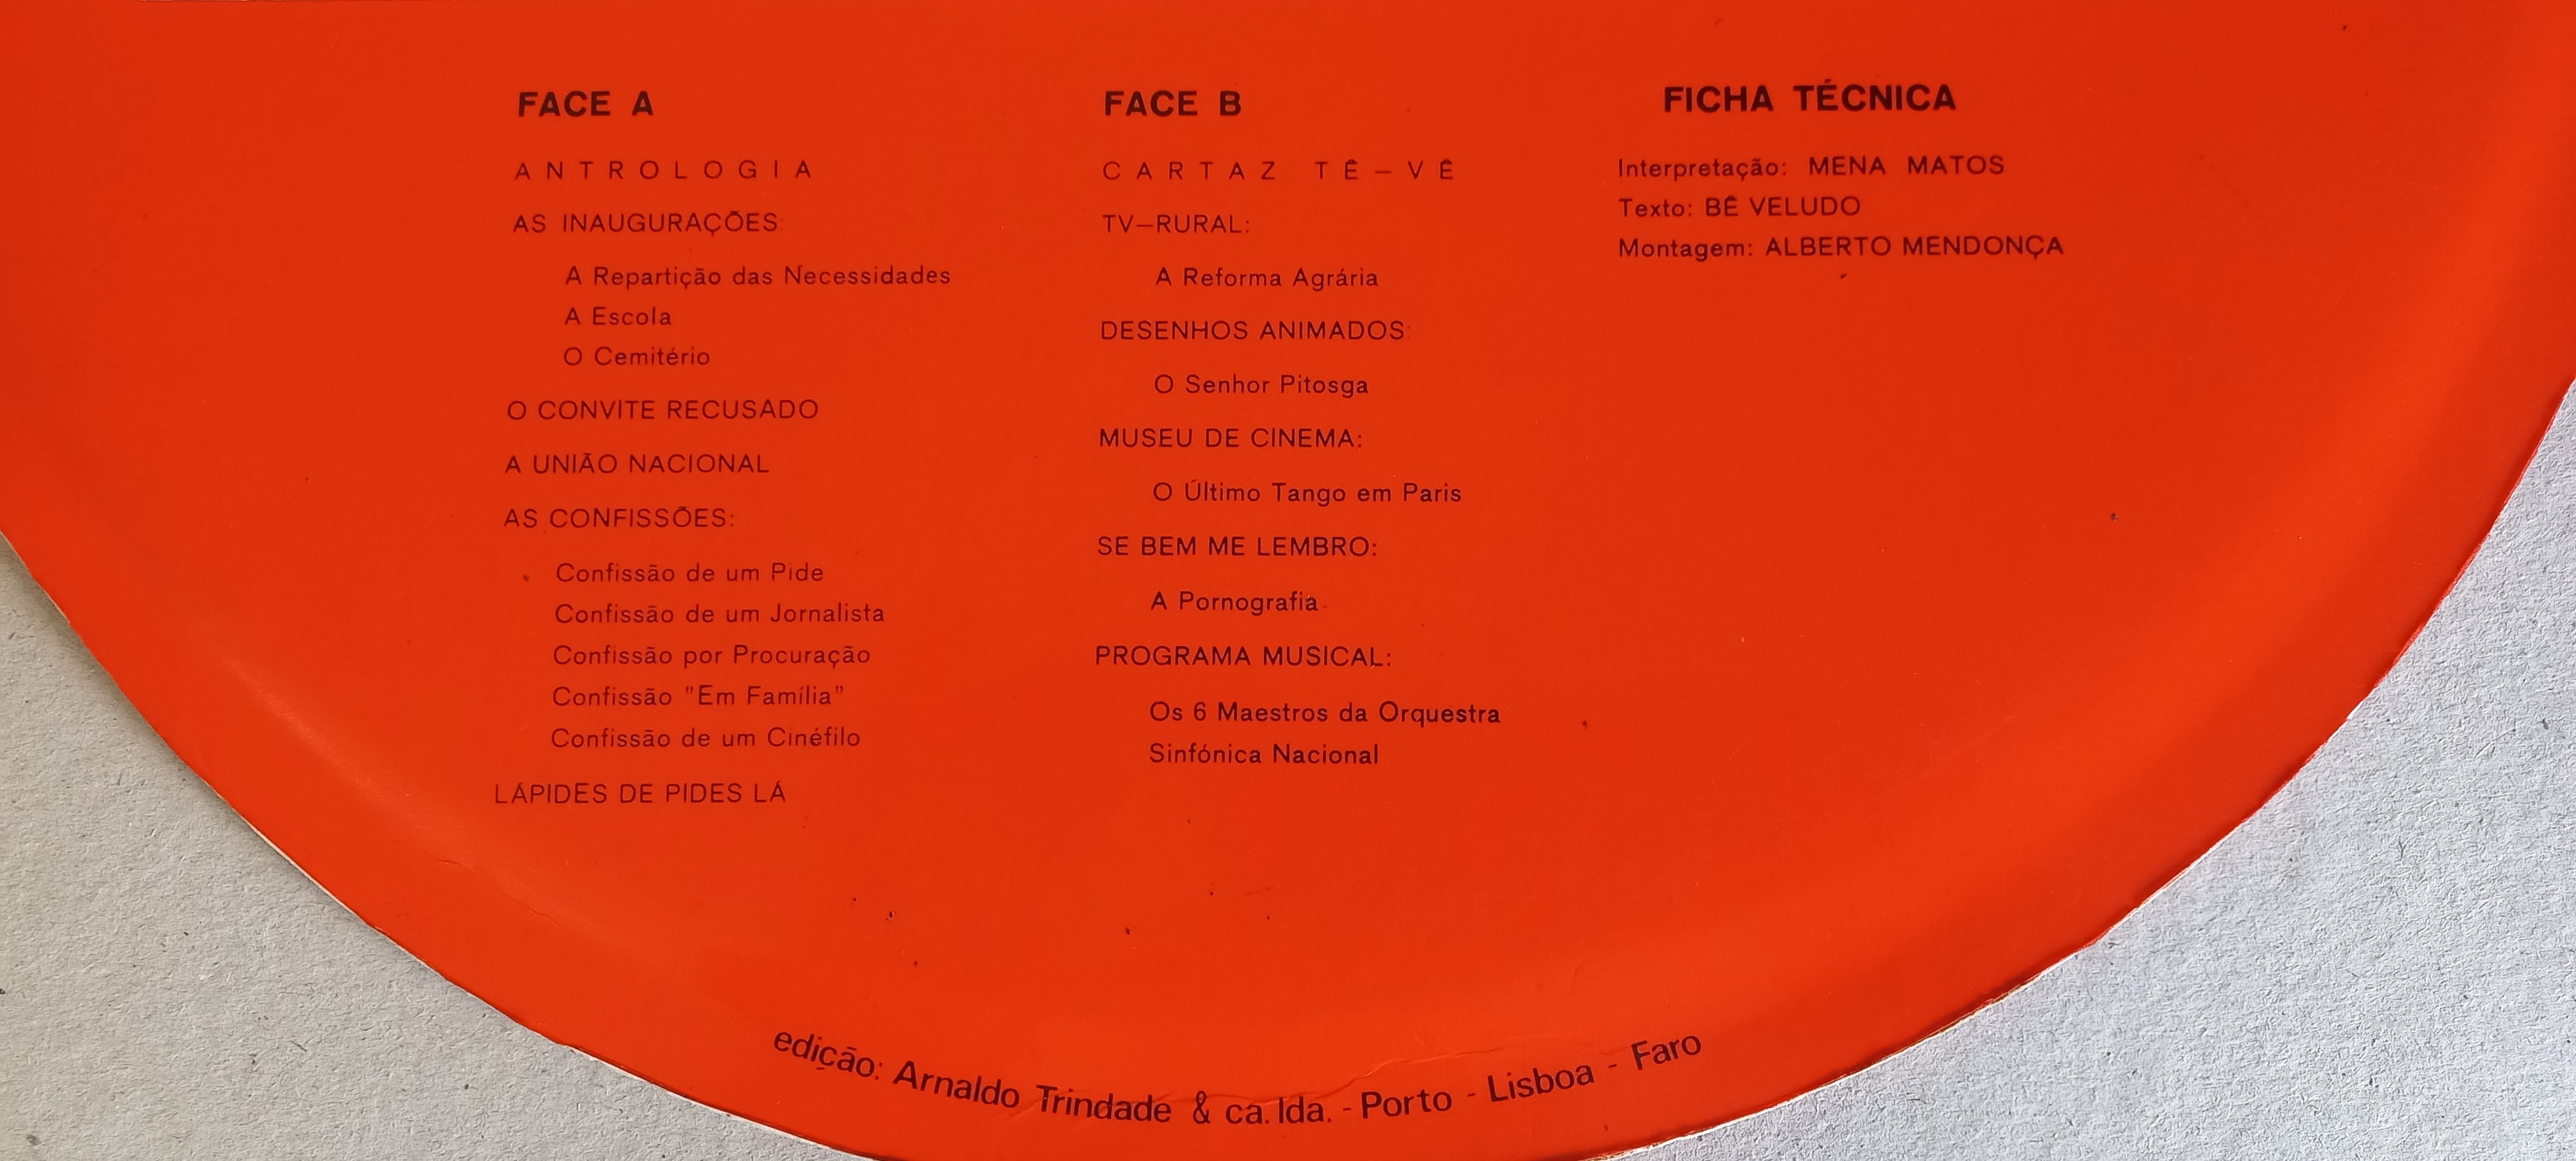 FACE A
ANTROLOGIA
AS INAUGURAÇÕES:
A Repartição das Necessidades
A Escola
O Cemitério
O CONVITE RECUSADO
A UNIÃO NACIONAL
AS CONFISSÕES:
Confissão de um Pide
Confissão de um Jornalista
Confissão por Procuração
Confissão "Em Família"
Confissão de um Cinéfilo
LÁPIDES DE PIDES LÁ
FACE B
CARTAZ TÊ-VÊ
TV-RURAL:
A Reforma Agrária
DESENHOS ANIMADOS:
O Senhor Pitosga
MUSEU DE CINEMA:
O Último Tango em Paris
SE BEM ME LEMBRO:
A Pornografia
PROGRAMA MUSICAL:
Os 6 Maestros da Orquestra
Sinfónica Nacional
FICHA TÉCNICA
Interpretação: MENA MATOS
Texto: BÊ VELUDO
Montagem: ALBERTO MENDONÇA
edição: Arnaldo Trindade & ca. lda. - Porto - Lisboa - Faro